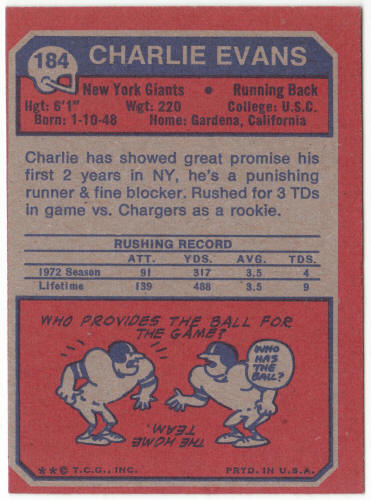 184
CHARLIE EVANS
New York Giants • Running Back
Hgt: 6'1" Wgt: 220 College: U.S.C.
Born: 1-10-48 Home: Gardena, California
Charlie has showed great promise his
first 2 years in NY, he's a punishing
runner & fine blocker. Rushed for 3 TDs
in game vs. Chargers as a rookie.
RUSHING RECORD
ATT. YDS. AVG. TDS.
1972 Season 91 317 3.5 4
Lifetime 139 488 3.5 9
WHO PROVIDES THE BALL FOR
THE GAME?
WHO
HAS THE
BALL?
THE HOME
TEAM.
**© T.C.G., INC. PRTD. IN U.S.A.